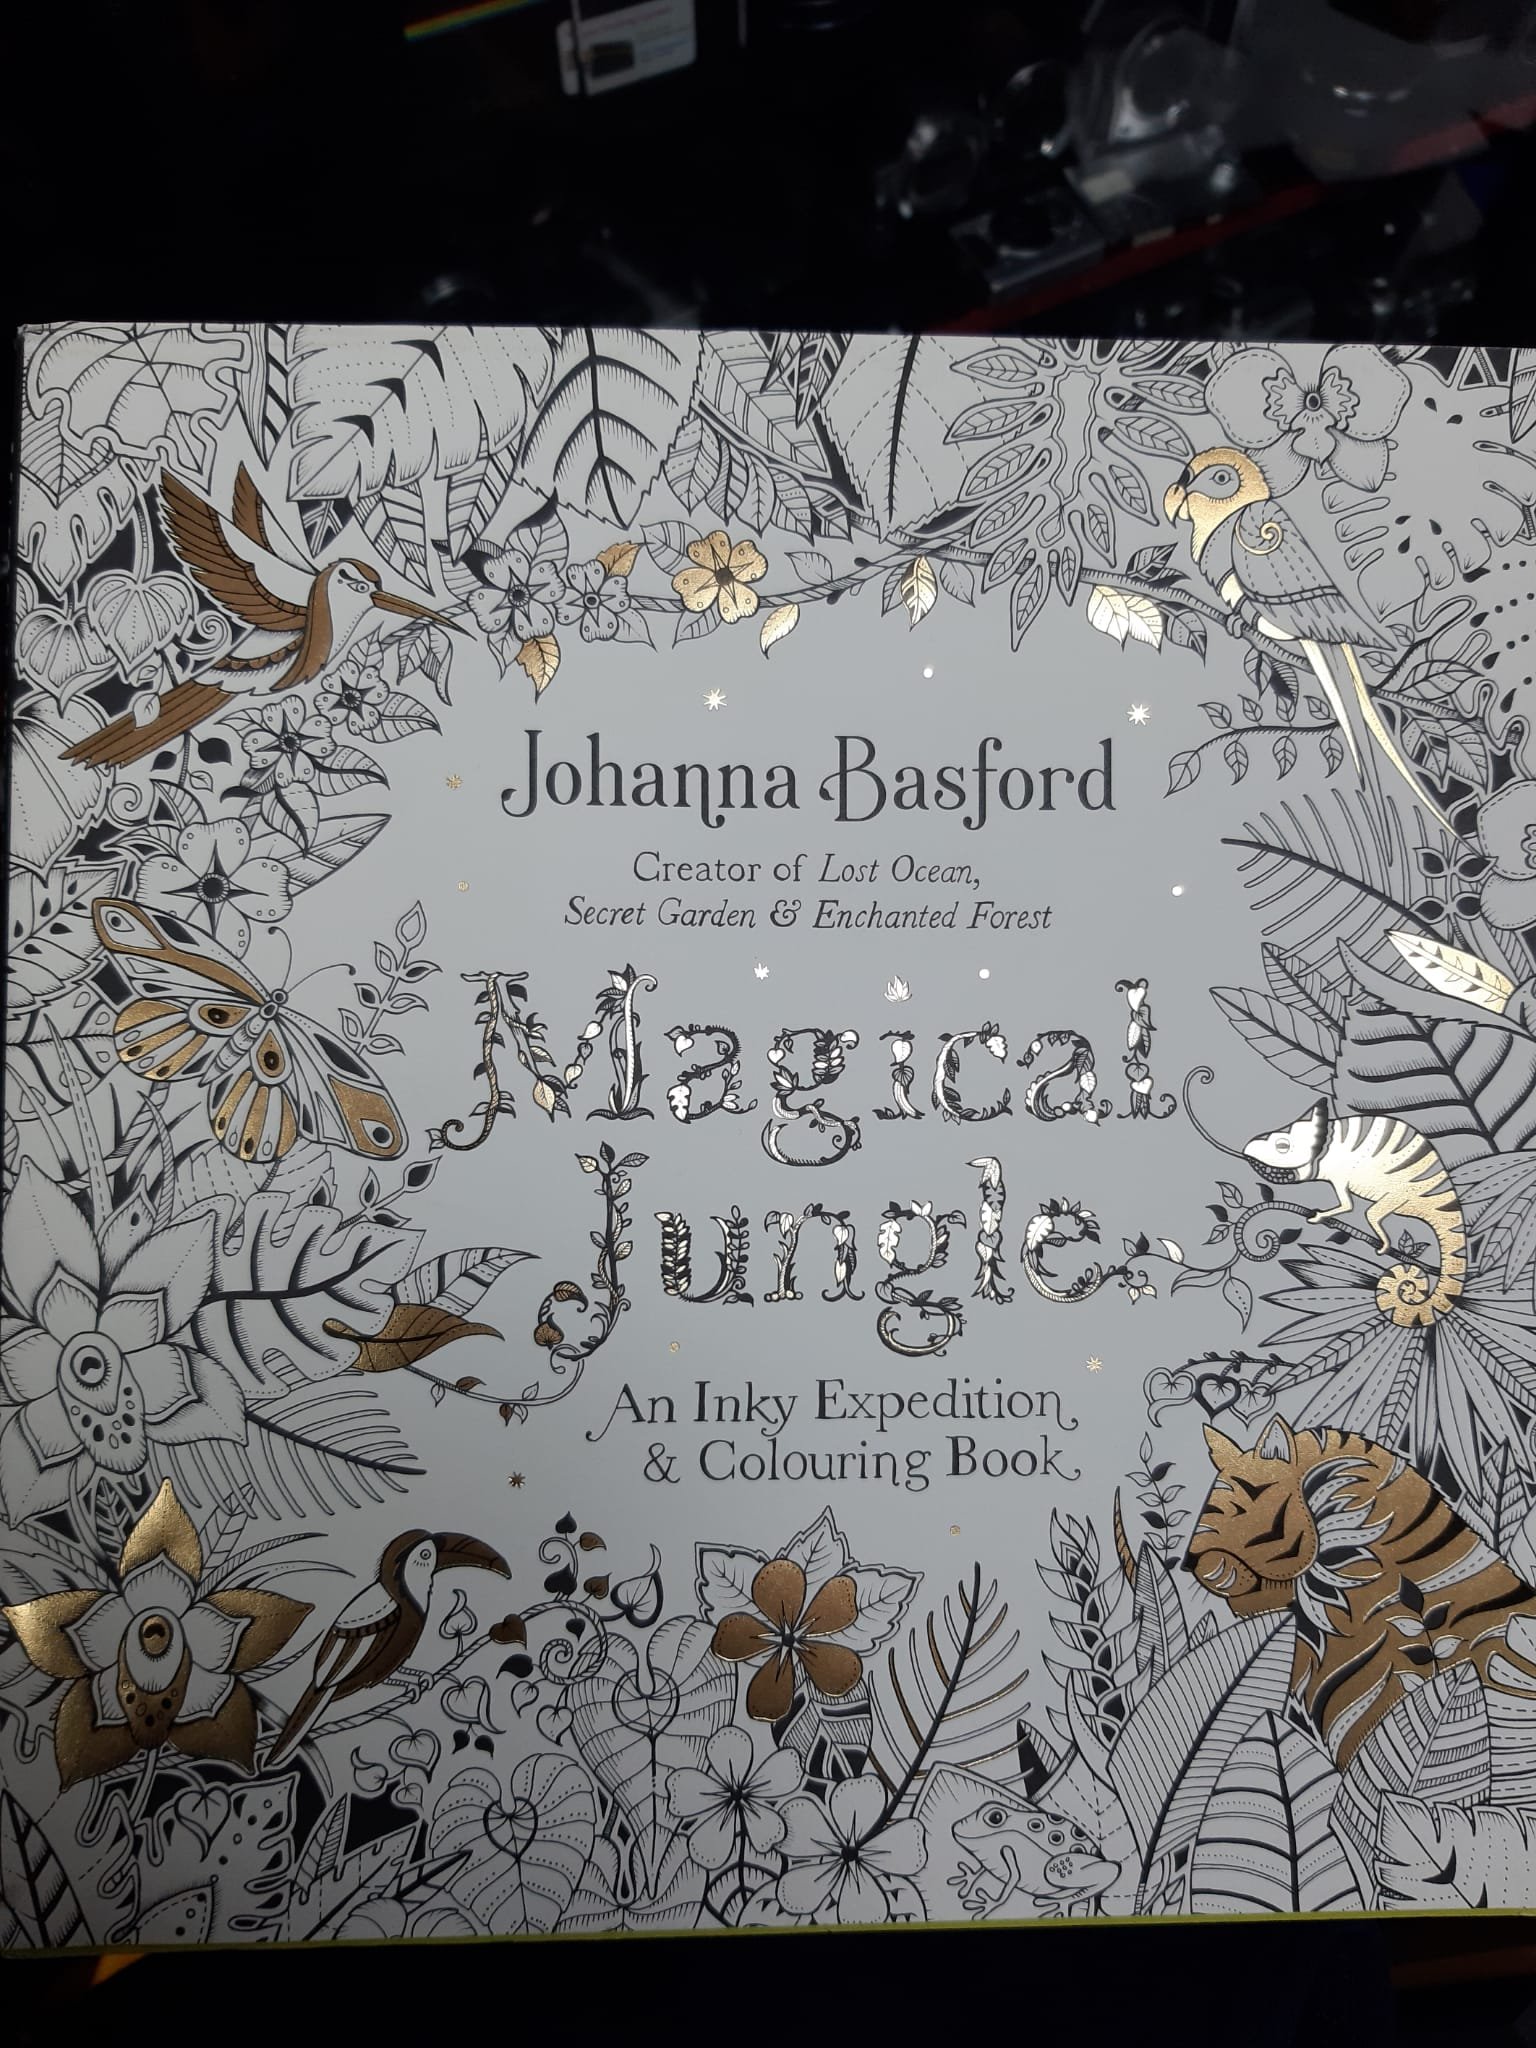 Johanna Basford
Creator of Lost Ocean,
Secret Garden & Enchanted Forest
Magical
Jungle
An Inky Expedition
& Colouring Book